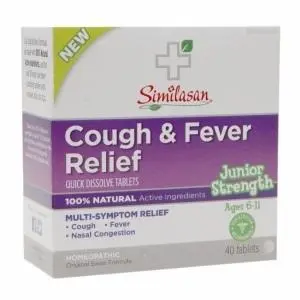 NEW
Similasan
Cough & Fever
Relief
QUICK DISSOLVE TABLETS
100% NATURAL Active Ingredients
Junior
Strength
Ages 6-11
MULTI-SYMPTOM RELIEF
• Cough • Fever
• Nasal Congestion
HOMEOPATHIC
Original Swiss Formula
40 tablets